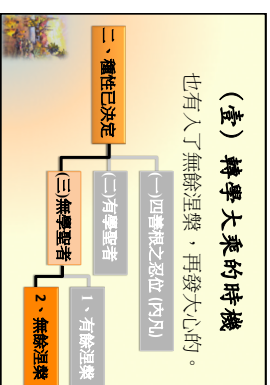 (壹) 轉學大乘的時機
也有入了無餘涅槃，再發大心的。
二、種性已決定
(一)四善根之忍位 (內凡)
(二)有學聖者
(三)無學聖者
1、有餘涅槃
2、無餘涅槃